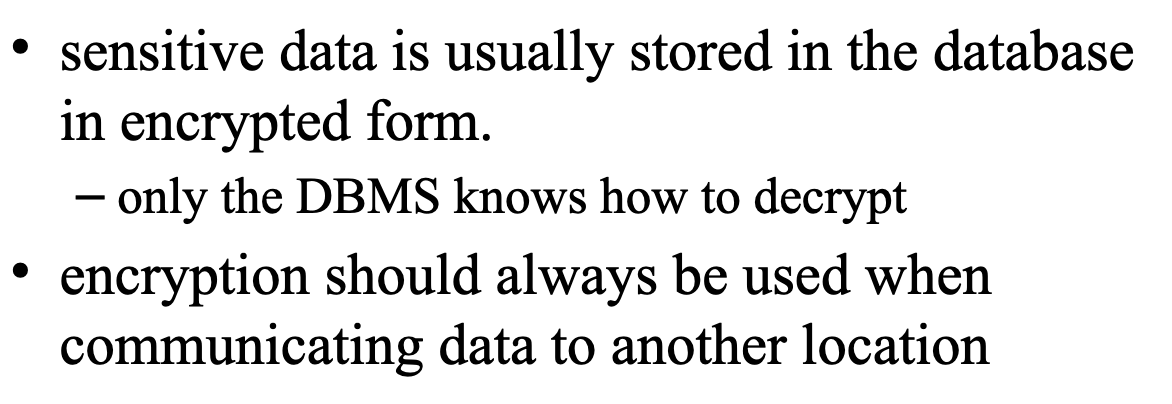 • sensitive data is usually stored in the database
in encrypted form.
– only the DBMS knows how to decrypt
• encryption should always be used when
communicating data to another location